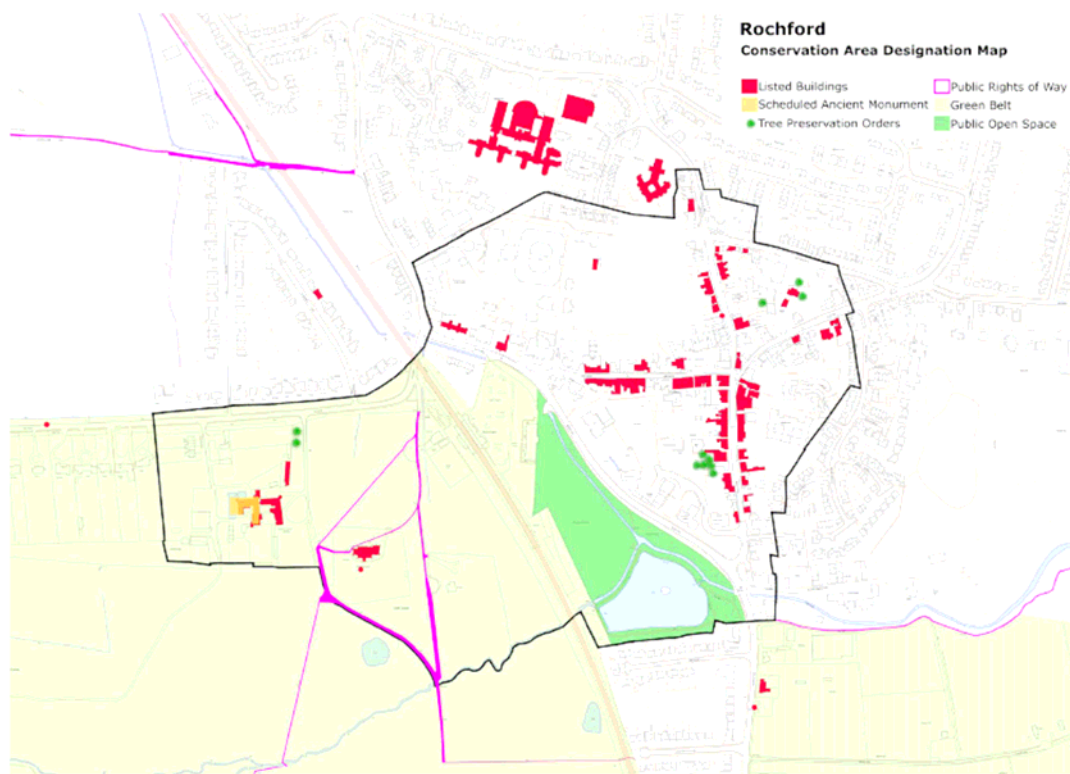 Rochford
Conservation Area Designation Map
Listed Buildings
Scheduled Ancient Monument
Tree Preservation Orders
Public Rights of Way
Green Belt
Public Open Space